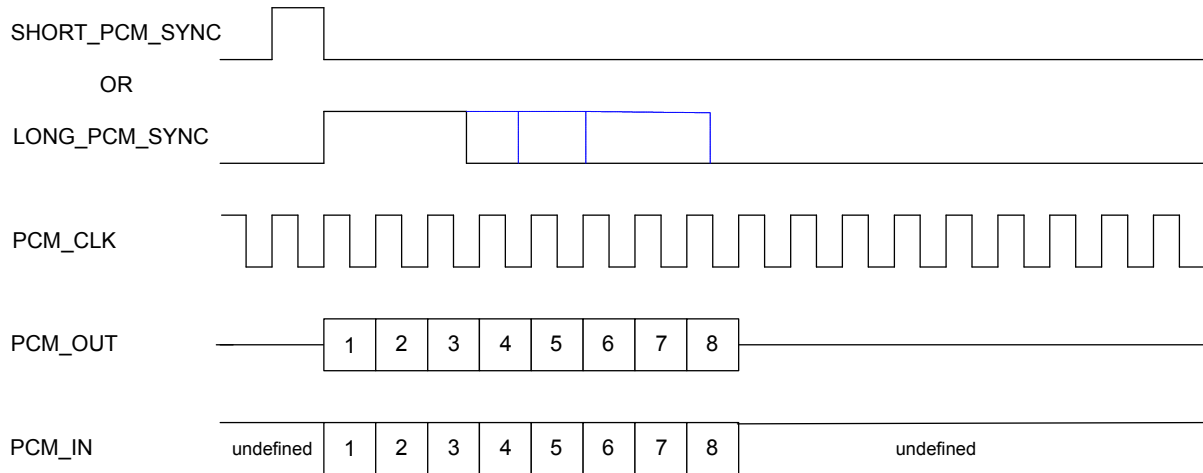 SHORT_PCM_SYNC
OR
LONG_PCM_SYNC
PCM_CLK
PCM_OUT 1 2 3 4 5 6 7 8
PCM_IN undefined 1 2 3 4 5 6 7 8 undefined